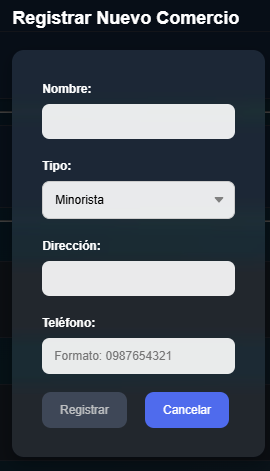 Registrar Nuevo Comercio
Nombre:
Tipo:
Minorista
Dirección:
Teléfono:
Formato: 0987654321
Registrar Cancelar